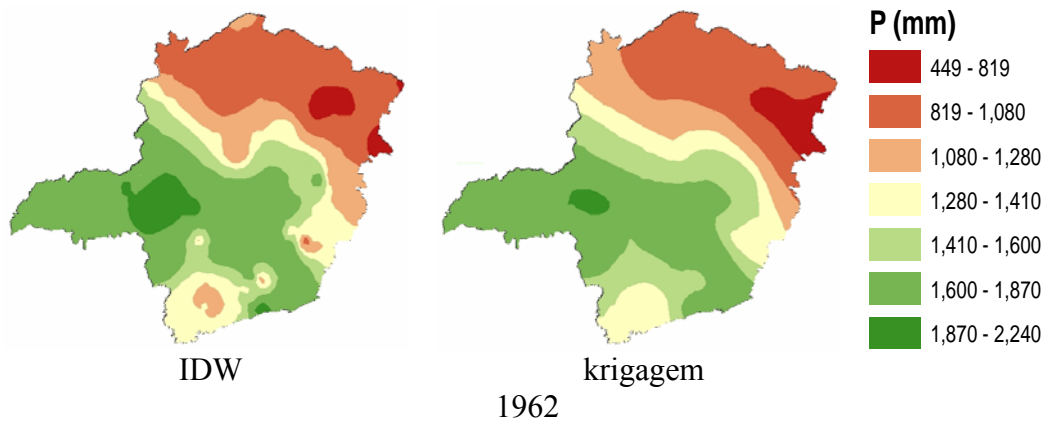 P (mm)
449 - 819
819 - 1,080
1,080 - 1,280
1,280 - 1,410
1,410 - 1,600
1,600 - 1,870
1,870 - 2,240
IDW
krigagem
1962